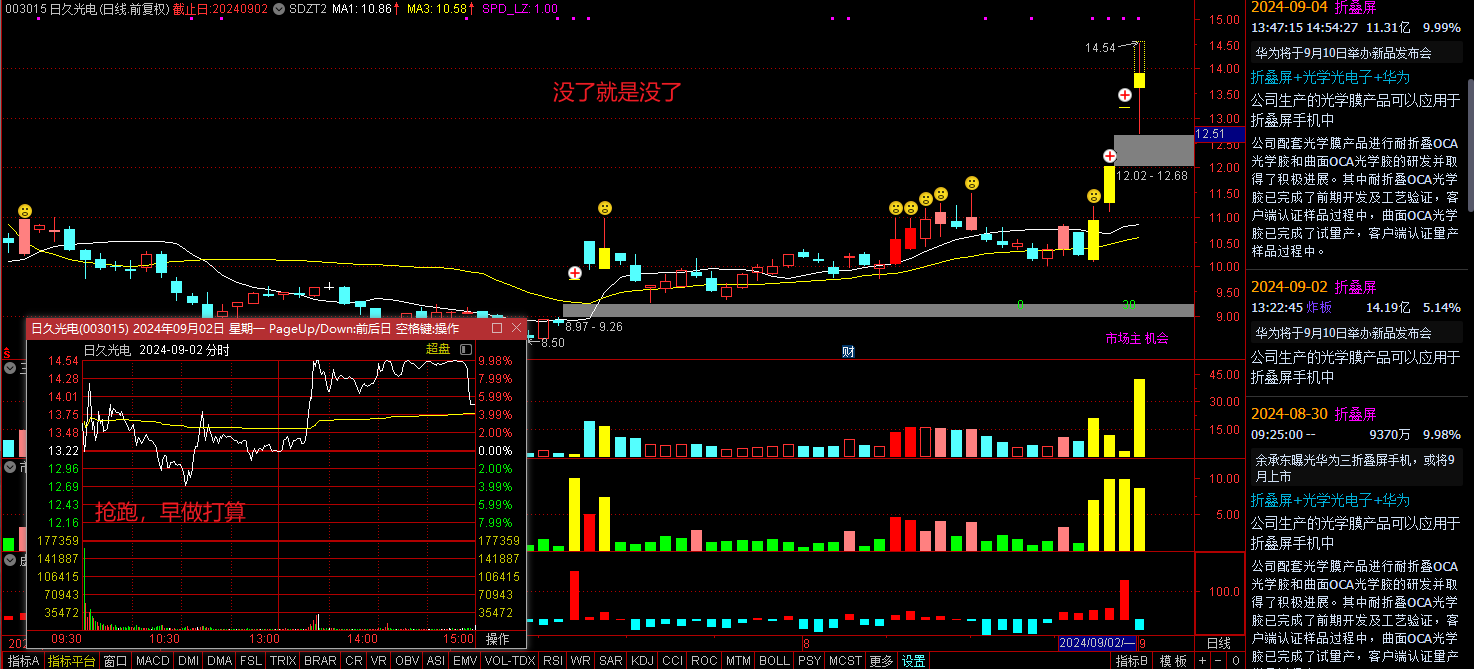 003015 日久光电(日线.前复权) 截止日:20240902 SDZT2 MA1: 10.86↑ MA3: 10.58↑ SPD_LZ: 1.00
没了就是没了
14.54
15.00
14.50
14.00
13.50
13.00
12.51
12.50
12.00
11.50
11.00
10.50
10.00
9.50
9.00
12.02 - 12.68
8.97 - 9.26
8.50
0
20
市场主 机会
财
45.00
30.00
15.00
10.00
5.00
100.0
日久光电(003015) 2024年09月02日 星期一 PageUp/Down:前后日 空格键:操作
日久光电 2024-09-02 分时 超盘
14.54 9.98%
14.28 7.99%
14.01 5.99%
13.75 3.99%
13.48 2.00%
13.22 0.00%
12.96 2.00%
12.69 3.99%
12.43 5.99%
12.16 7.99%
抢跑，早做打算
177359 177359
141887 141887
106415 106415
70943 70943
35472 35472
09:30 10:30 13:00 14:00 15:00 操作
8 2024/09/02/一 9 日线
指标A 指标平台 窗口 MACD DMI DMA FSL TRIX BRAR CR VR OBV ASI EMV VOL-TDX RSI WR SAR KDJ CCI ROC MTM BOLL PSY MCST 更多 设置 指标B 模板 + - 0
2024-09-04 折叠屏
13:47:15 14:54:27 11.31亿 9.99%
华为将于9月10日举办新品发布会
折叠屏+光学光电子+华为
公司生产的光学膜产品可以应用于
折叠屏手机中
公司配套光学膜产品进行耐折叠OCA
光学胶和曲面OCA光学胶的研发并取
得了积极进展。其中耐折叠OCA光学
胶已完成了前期开发及工艺验证，客
户端认证样品过程中，曲面OCA光学
胶已完成了试量产，客户端认证量产
样品过程中。
2024-09-02 折叠屏
13:22:45 炸板 14.19亿 5.14%
华为将于9月10日举办新品发布会
公司生产的光学膜产品可以应用于
折叠屏手机中
2024-08-30 折叠屏
09:25:00 -- 9370万 9.98%
余承东曝光华为三折叠屏手机，或将9
月上市
折叠屏+光学光电子+华为
公司生产的光学膜产品可以应用于
折叠屏手机中
公司配套光学膜产品进行耐折叠OCA
光学胶和曲面OCA光学胶的研发并取
得了积极进展。其中耐折叠OCA光学
胶已完成了前期开发及工艺验证，客
户端认证样品过程中，曲面OCA光学
胶已完成了试量产，客户端认证量产